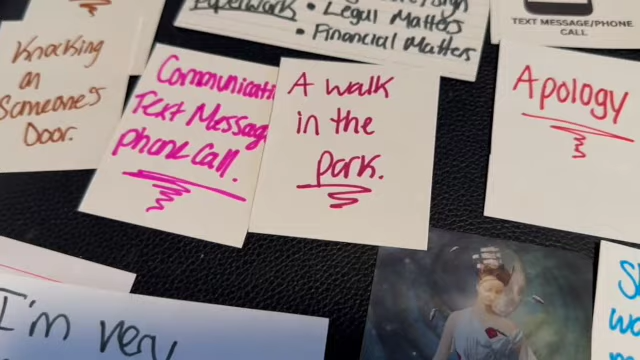 Paperwork • Legal Matters
• Financial Matters
TEXT MESSAGE/PHONE
CALL
Knocking
on
Someone's
Door.
Text Message
phone Call.
A walk
in the
park.
Apology
I'm very